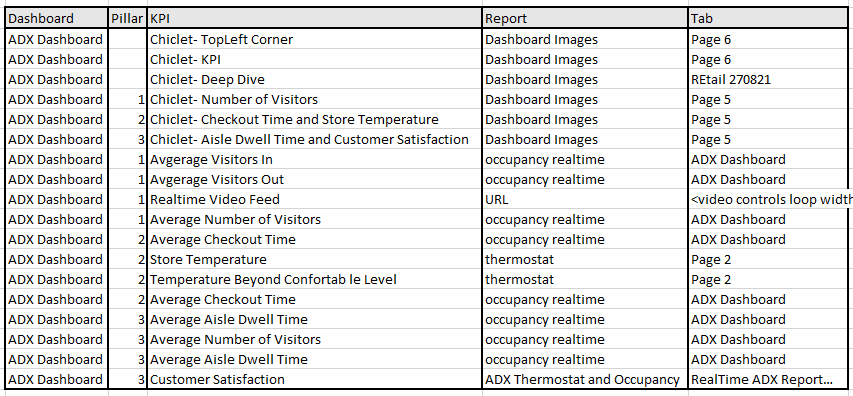 Dashboard Pillar KPI Report Tab
ADX Dashboard Chiclet- TopLeft Corner Dashboard Images Page 6
ADX Dashboard Chiclet- KPI Dashboard Images Page 6
ADX Dashboard Chiclet- Deep Dive Dashboard Images REtail 270821
ADX Dashboard 1 Chiclet- Number of Visitors Dashboard Images Page 5
ADX Dashboard 2 Chiclet- Checkout Time and Store Temperature Dashboard Images Page 5
ADX Dashboard 3 Chiclet- Aisle Dwell Time and Customer Satisfaction Dashboard Images Page 5
ADX Dashboard 1 Avgerage Visitors In occupancy realtime ADX Dashboard
ADX Dashboard 1 Avgerage Visitors Out occupancy realtime ADX Dashboard
ADX Dashboard 1 Realtime Video Feed URL <video controls loop width
ADX Dashboard 1 Average Number of Visitors occupancy realtime ADX Dashboard
ADX Dashboard 2 Average Checkout Time occupancy realtime ADX Dashboard
ADX Dashboard 2 Store Temperature thermostat Page 2
ADX Dashboard 2 Temperature Beyond Confortab le Level thermostat Page 2
ADX Dashboard 2 Average Checkout Time occupancy realtime ADX Dashboard
ADX Dashboard 3 Average Aisle Dwell Time occupancy realtime ADX Dashboard
ADX Dashboard 3 Average Number of Visitors occupancy realtime ADX Dashboard
ADX Dashboard 3 Average Aisle Dwell Time occupancy realtime ADX Dashboard
ADX Dashboard 3 Customer Satisfaction ADX Thermostat and Occupancy RealTime ADX Report...